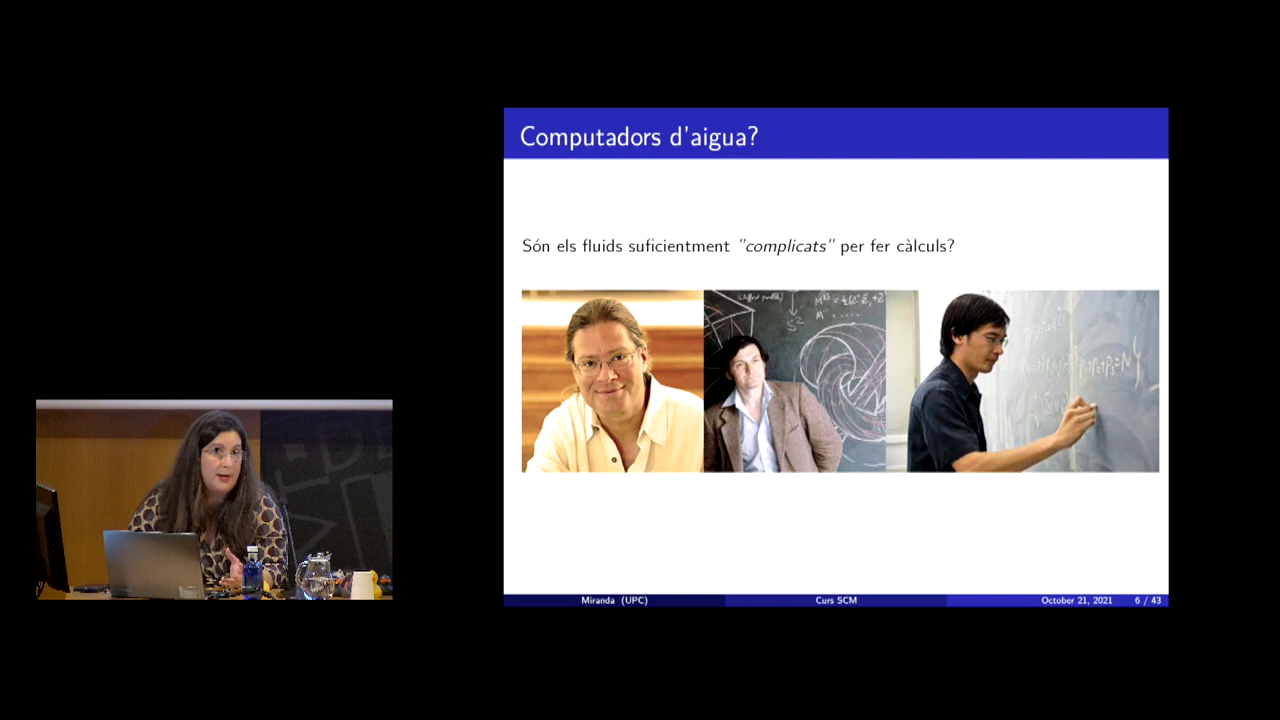 Computadors d'aigua?
Són els fluids suficientment "complicats" per fer càlculs?
Miranda (UPC) Curs SCM October 21, 2021 6 / 43